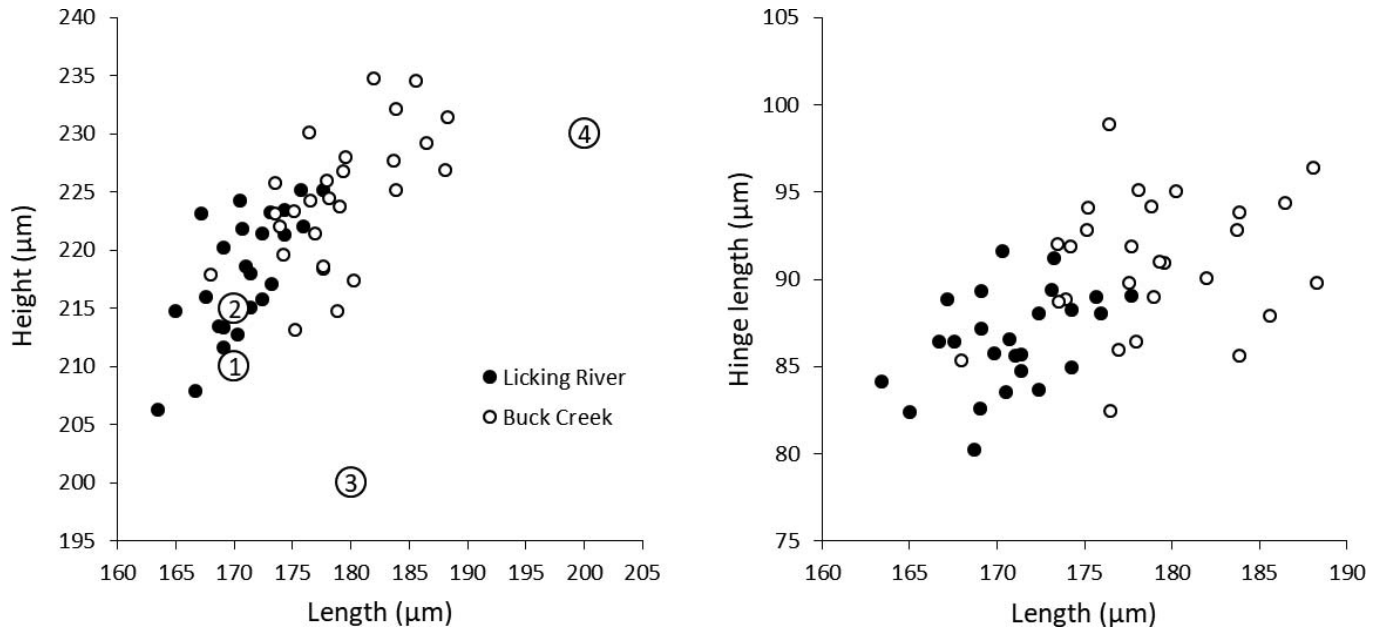 240
235
230
225
220
215
210
205
200
195
Height (µm)
160 165 170 175 180 185 190 195 200 205
Length (µm)
1
2
3
4
Licking River
Buck Creek
105
100
95
90
85
80
75
Hinge length (µm)
160 165 170 175 180 185 190
Length (µm)